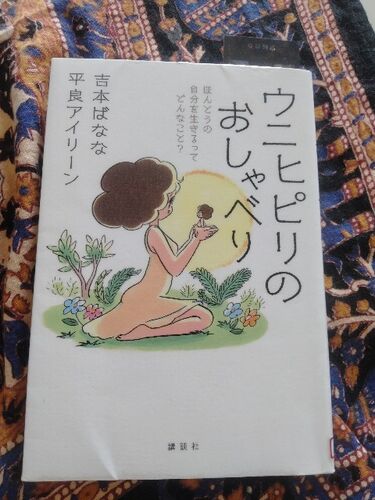 ウニヒピリの
おしゃべり
ほんとうの
自分を生きるって
どんなこと?
吉本ばなな
平良アイリーン
講談社